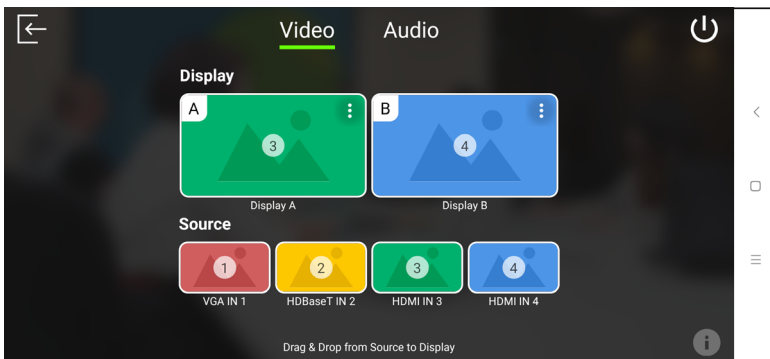 Video Audio
Display
A B
3 4
Display A Display B
Source
1 2 3 4
VGA IN 1 HDBaseT IN 2 HDMI IN 3 HDMI IN 4
Drag & Drop from Source to Display
i